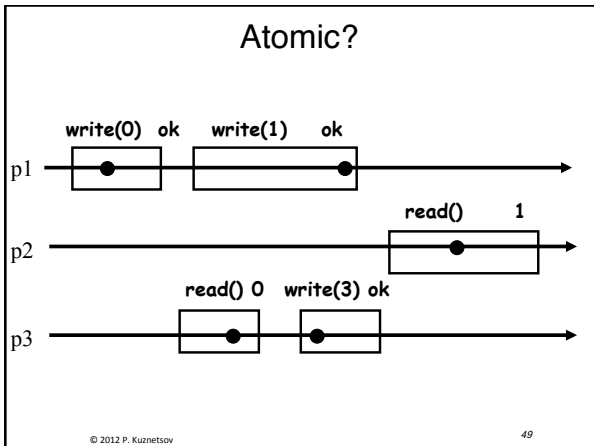 Atomic?
write(0) ok write(1) ok
p1
read() 1
p2
read() 0 write(3) ok
p3
© 2012 P. Kuznetsov
49